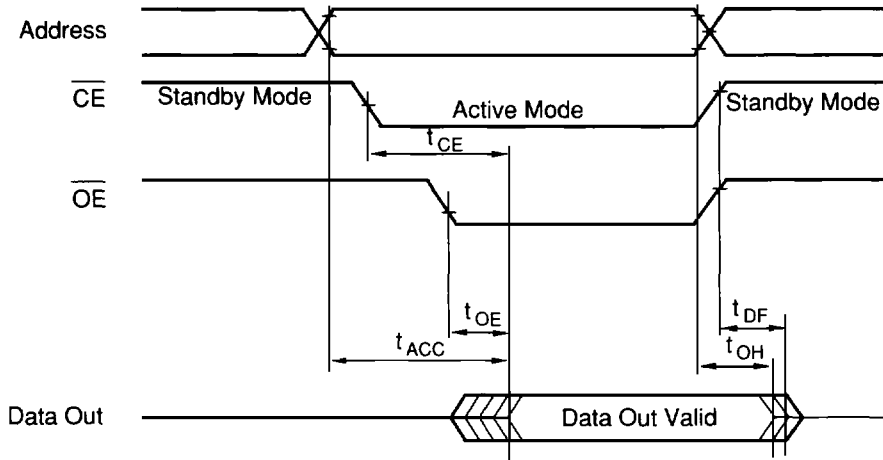 Address
CE
Standby Mode
Active Mode
Standby Mode
tCE
OE
tOE
tACC
tDF
tOH
Data Out
Data Out Valid